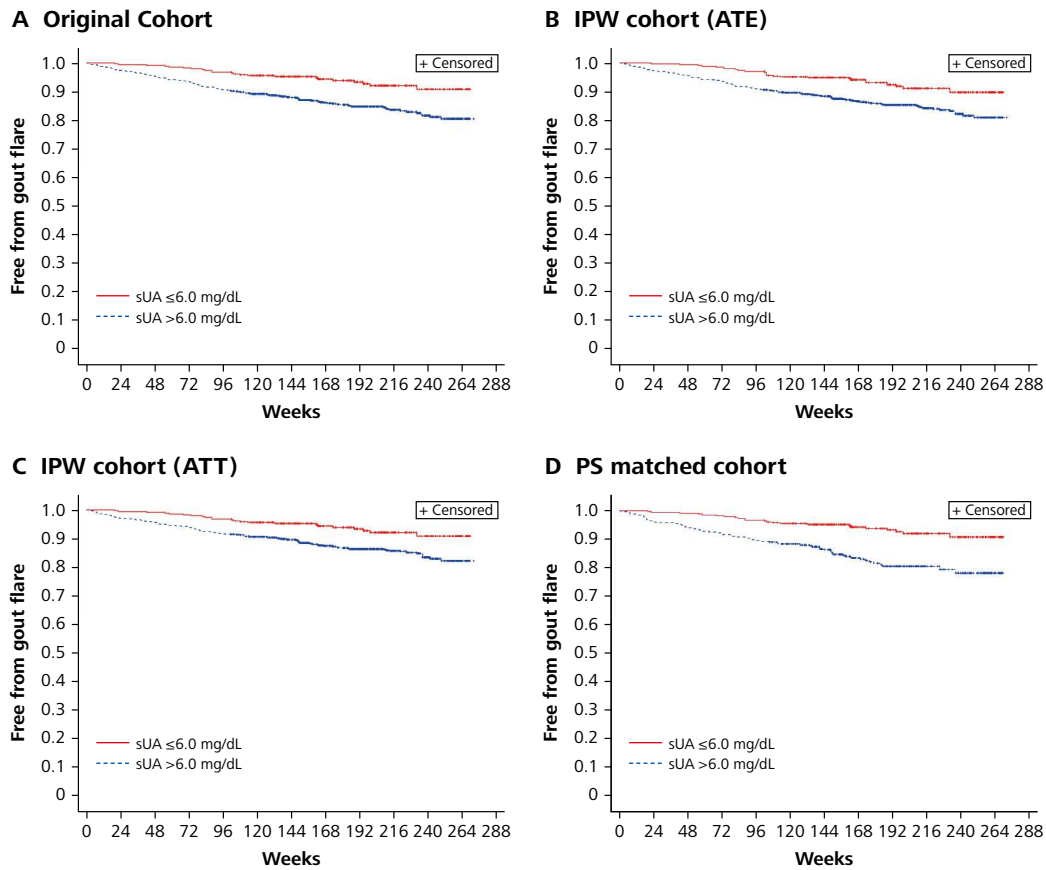 A Original Cohort
1.0
0.9
0.8
0.7
0.6
0.5
0.4
0.3
0.2
0.1
0
Free from gout flare
+ Censored
sUA ≤6.0 mg/dL
sUA >6.0 mg/dL
0 24 48 72 96 120 144 168 192 216 240 264 288
Weeks
B IPW cohort (ATE)
1.0
0.9
0.8
0.7
0.6
0.5
0.4
0.3
0.2
0.1
0
Free from gout flare
+ Censored
sUA ≤6.0 mg/dL
sUA >6.0 mg/dL
0 24 48 72 96 120 144 168 192 216 240 264 288
Weeks
C IPW cohort (ATT)
1.0
0.9
0.8
0.7
0.6
0.5
0.4
0.3
0.2
0.1
0
Free from gout flare
+ Censored
sUA ≤6.0 mg/dL
sUA >6.0 mg/dL
0 24 48 72 96 120 144 168 192 216 240 264 288
Weeks
D PS matched cohort
1.0
0.9
0.8
0.7
0.6
0.5
0.4
0.3
0.2
0.1
0
Free from gout flare
+ Censored
sUA ≤6.0 mg/dL
sUA >6.0 mg/dL
0 24 48 72 96 120 144 168 192 216 240 264 288
Weeks